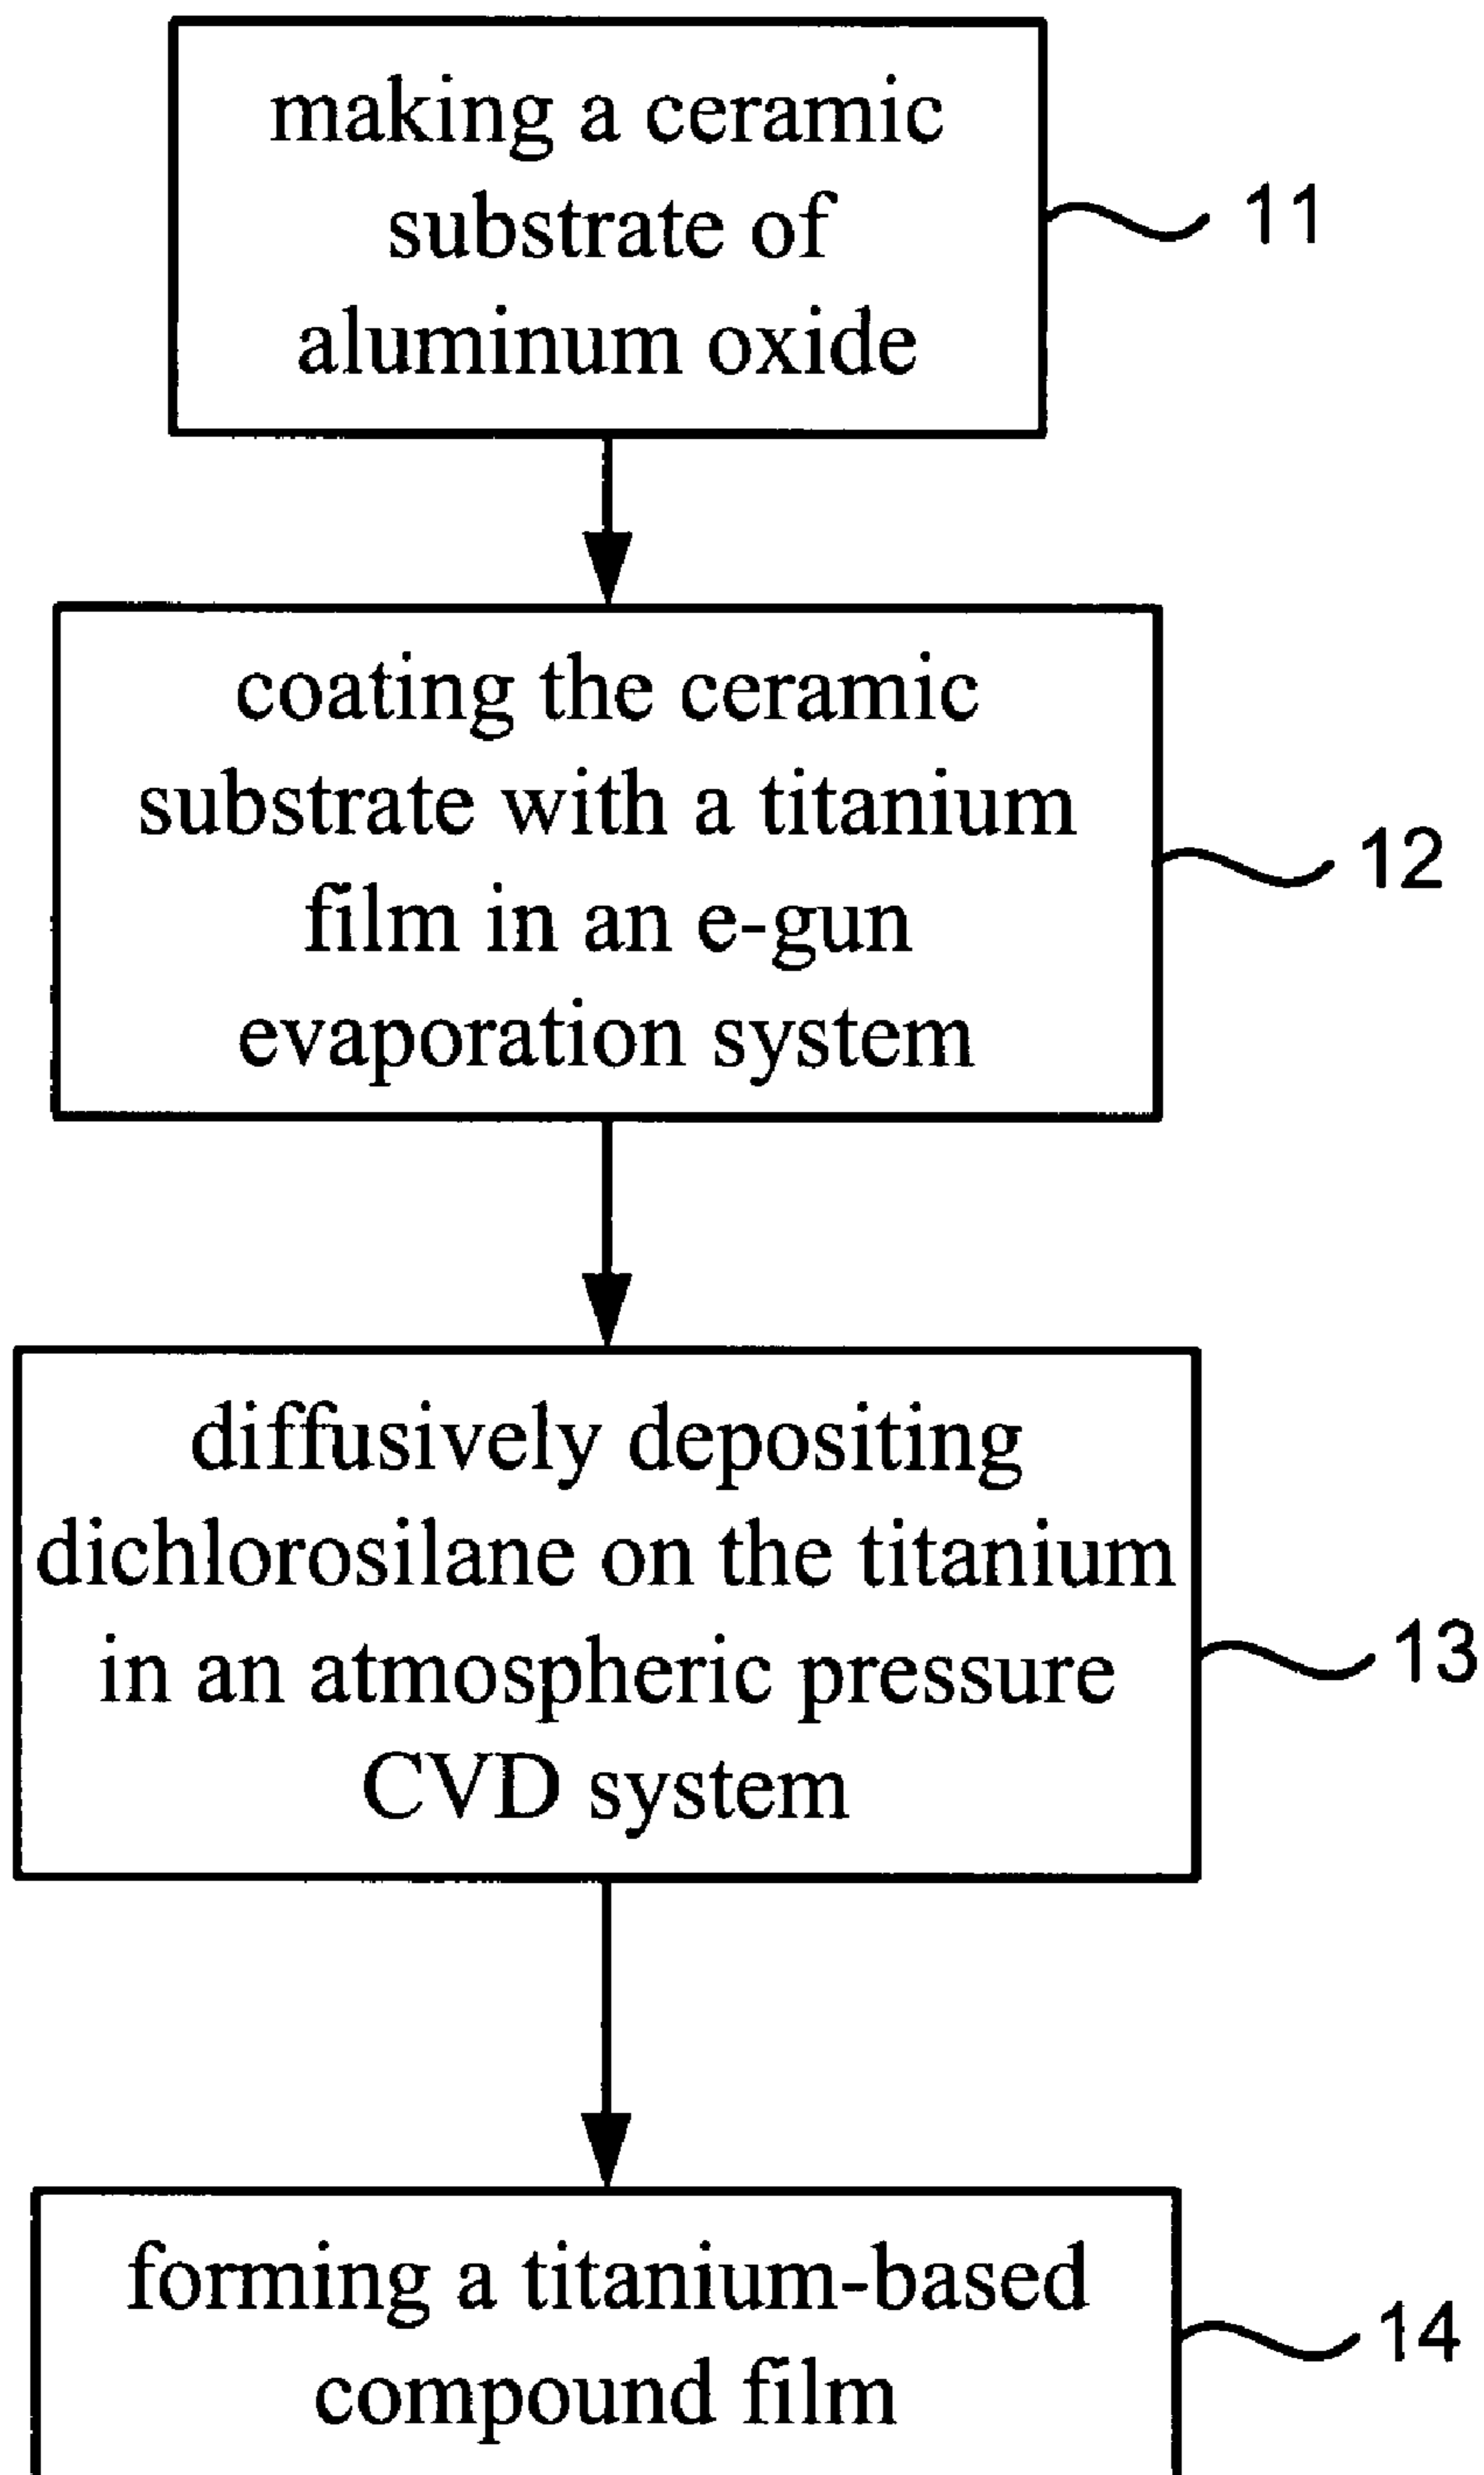 making a ceramic
substrate of
aluminum oxide
11
coating the ceramic
substrate with a titanium
film in an e-gun
evaporation system
12
diffusively depositing
dichlorosilane on the titanium
in an atmospheric pressure
CVD system
13
forming a titanium-based
compound film
14